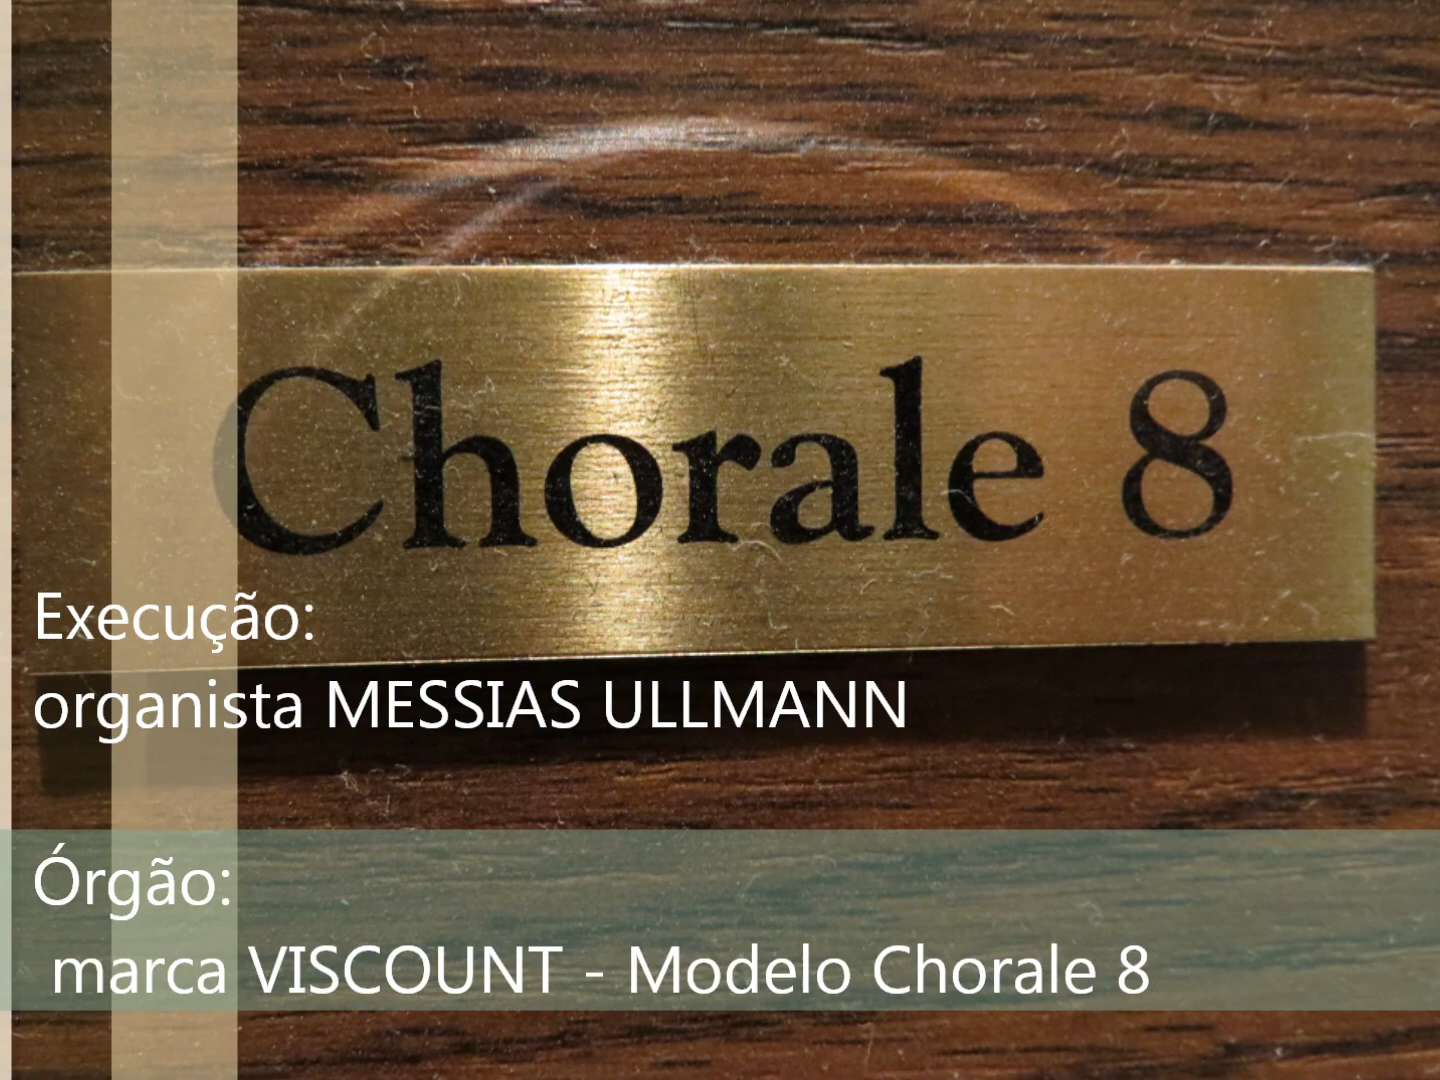 Chorale 8
Execução:
organista MESSIAS ULLMANN
Órgão:
marca VISCOUNT - Modelo Chorale 8